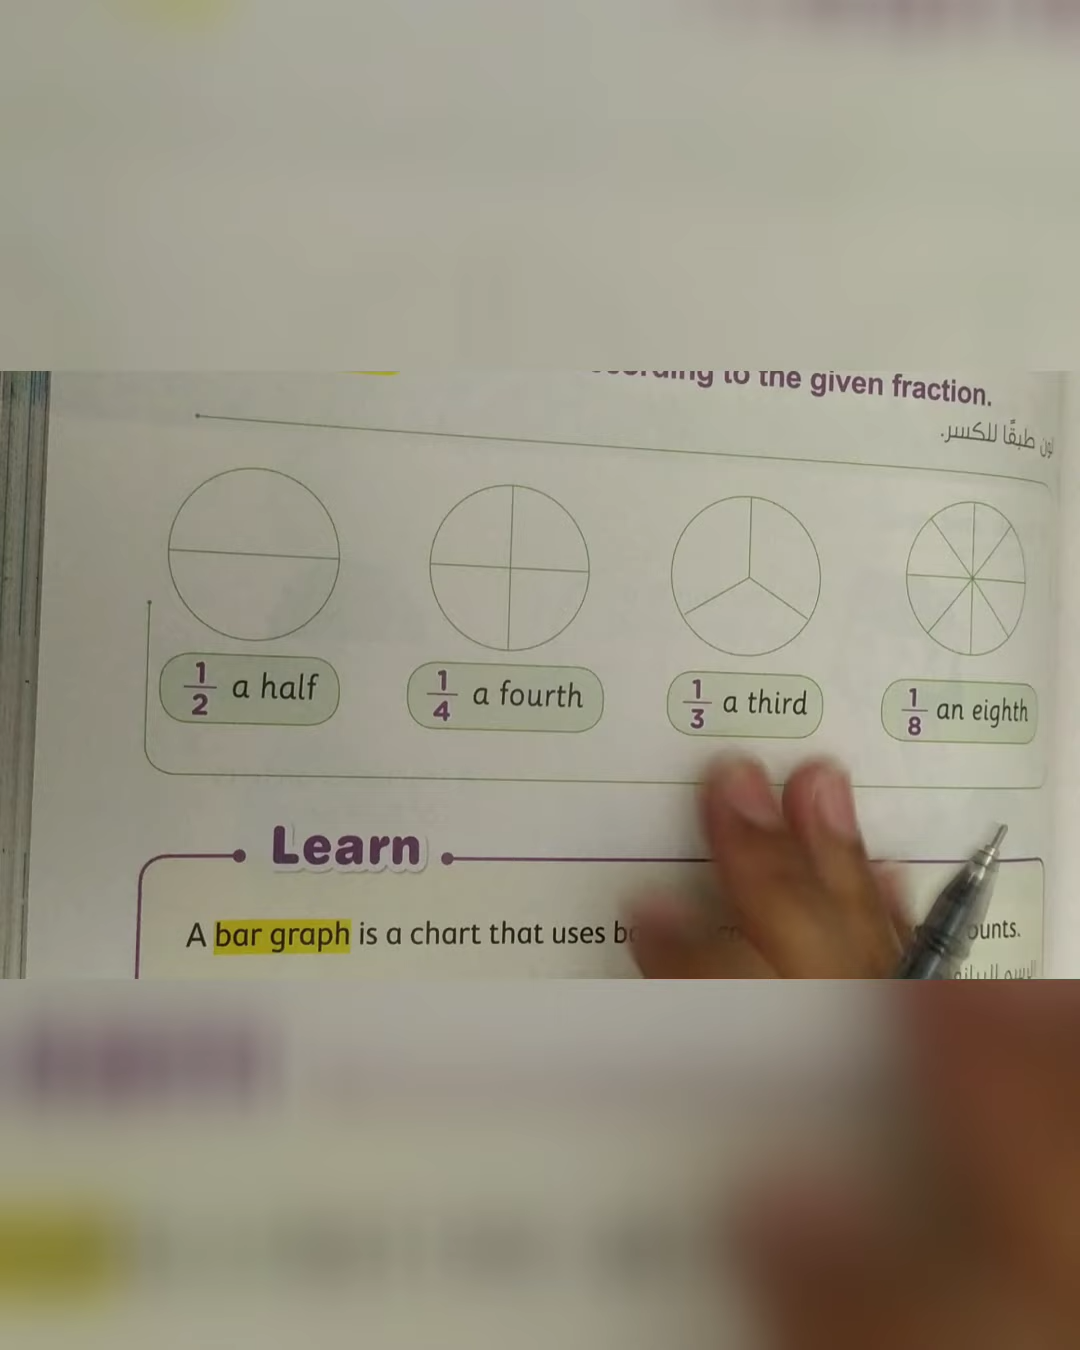 to the given fraction.
لون طبقًا للكسر.
1/2 a half
1/4 a fourth
1/3 a third
1/8 an eighth
Learn
A bar graph is a chart that uses